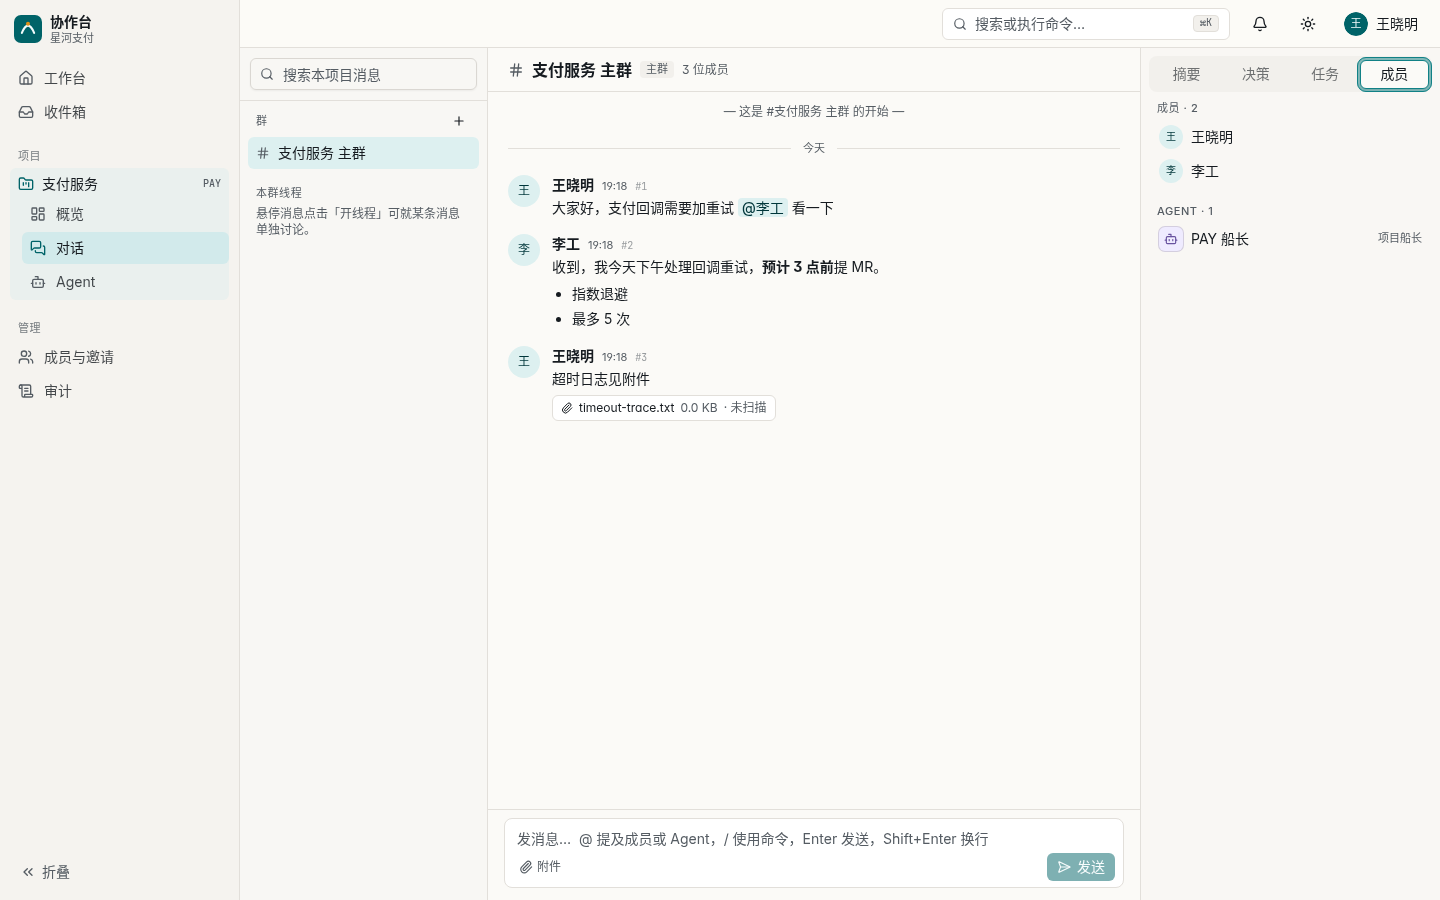 协作台
星河支付
工作台
收件箱
项目
支付服务 PAY
概览
对话
Agent
管理
成员与邀请
审计
折叠
搜索或执行命令... ⌘K
王 王晓明
搜索本项目消息
群
# 支付服务 主群
本群线程
悬停消息点击「开线程」可就某条消息
单独讨论。
# 支付服务 主群 主群 3 位成员
— 这是 #支付服务 主群 的开始 —
今天
王 王晓明 19:18 #1
大家好，支付回调需要加重试 @李工 看一下
李 李工 19:18 #2
收到，我今天下午处理回调重试，预计 3 点前提 MR。
• 指数退避
• 最多 5 次
王 王晓明 19:18 #3
超时日志见附件
timeout-trace.txt 0.0 KB · 未扫描
发消息... @ 提及成员或 Agent，/ 使用命令，Enter 发送，Shift+Enter 换行
附件
发送
摘要 决策 任务 成员
成员 · 2
王 王晓明
李 李工
AGENT · 1
PAY 船长 项目船长